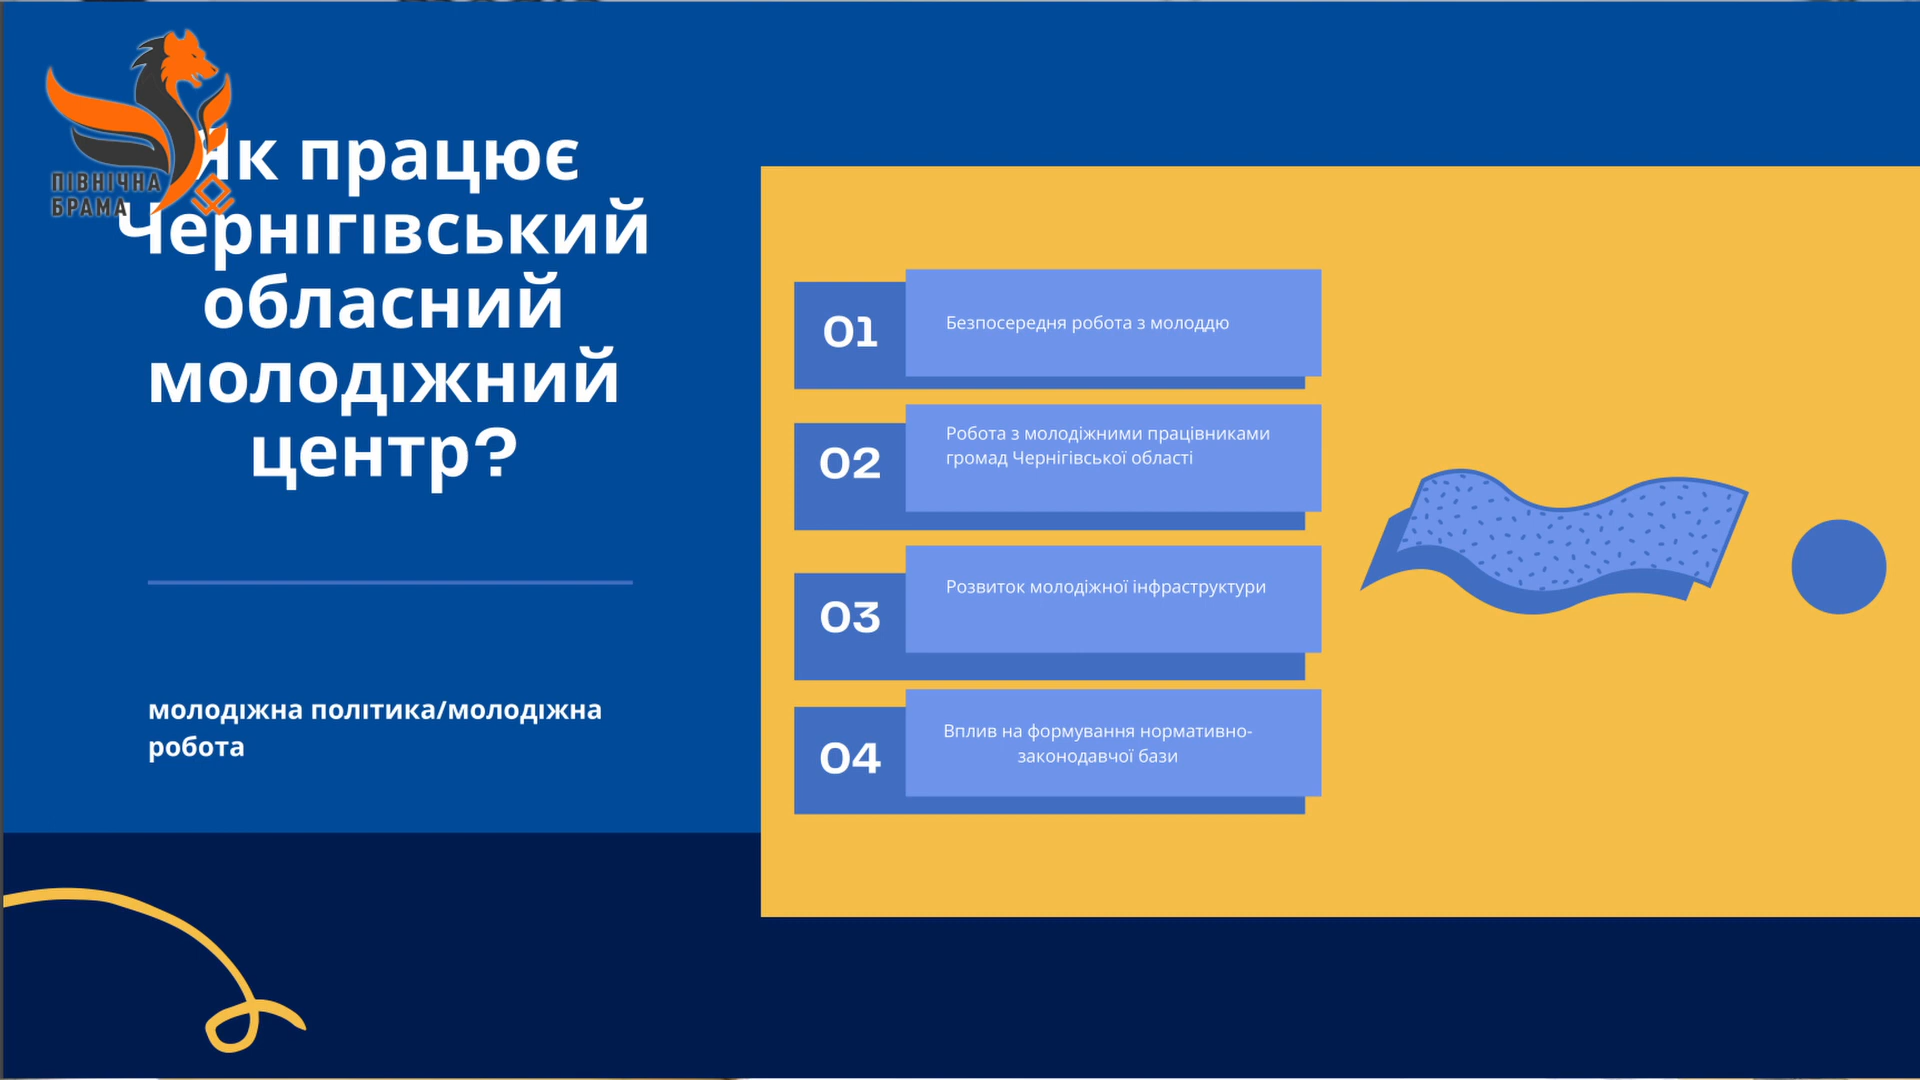 ПІВНІЧНА
БРАМА
Як працює
Чернігівський
обласний
молодіжний
центр?
молодіжна політика/молодіжна
робота
01
Безпосередня робота з молоддю
02
Робота з молодіжними працівниками
громад Чернігівської області
03
Розвиток молодіжної інфраструктури
04
Вплив на формування нормативно-
законодавчої бази